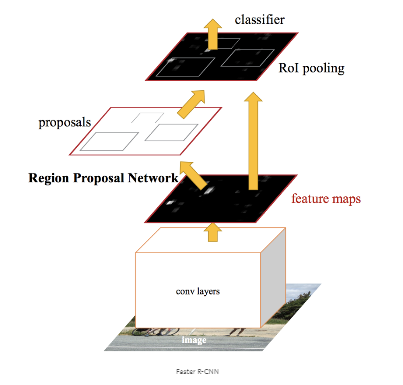 classifier
RoI pooling
proposals
Region Proposal Network
feature maps
conv layers
Image
Faster R-CNN